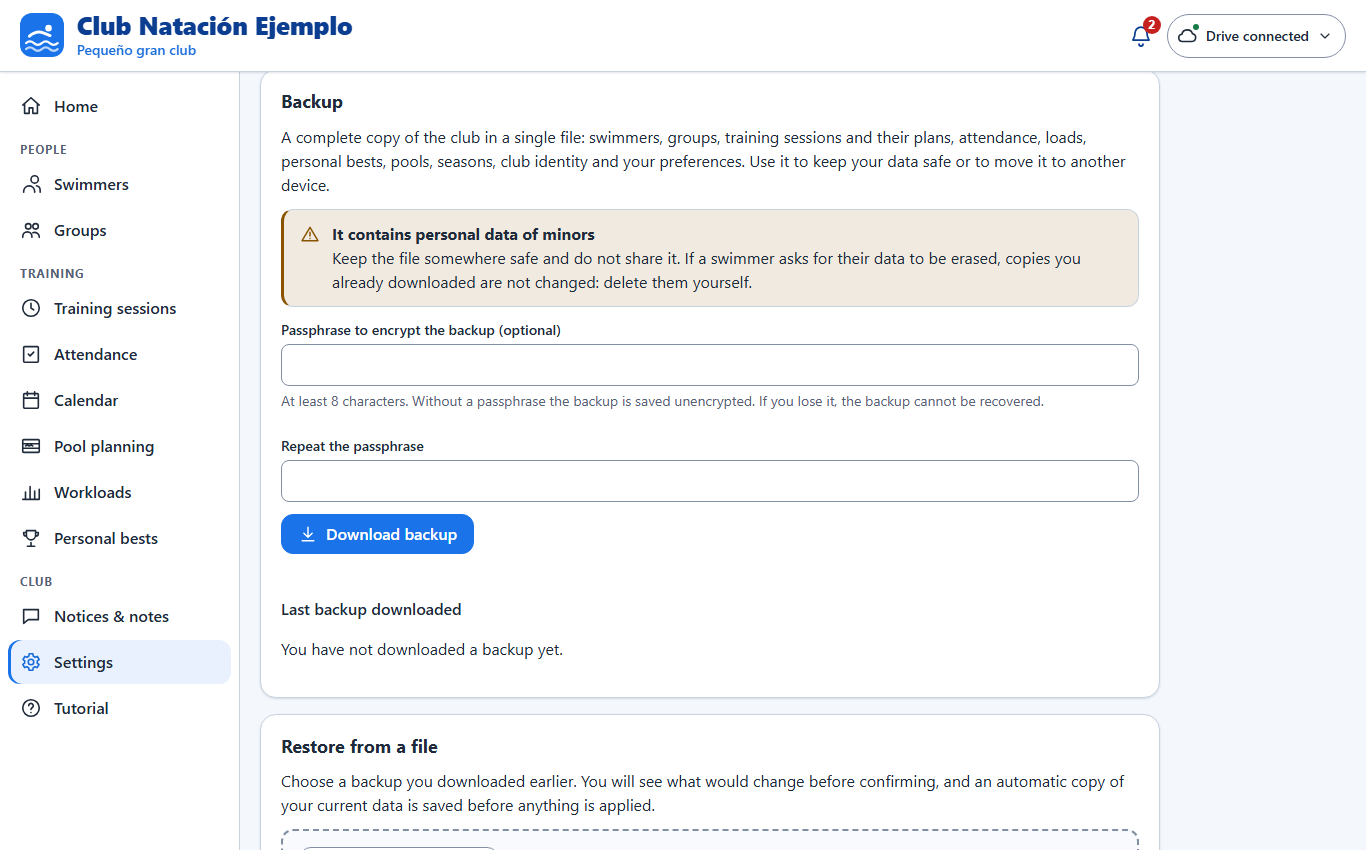 Club Natación Ejemplo
Pequeño gran club
2
Drive connected
Home
PEOPLE
Swimmers
Groups
TRAINING
Training sessions
Attendance
Calendar
Pool planning
Workloads
Personal bests
CLUB
Notices & notes
Settings
Tutorial
Backup
A complete copy of the club in a single file: swimmers, groups, training sessions and their plans, attendance, loads,
personal bests, pools, seasons, club identity and your preferences. Use it to keep your data safe or to move it to another
device.
It contains personal data of minors
Keep the file somewhere safe and do not share it. If a swimmer asks for their data to be erased, copies you
already downloaded are not changed: delete them yourself.
Passphrase to encrypt the backup (optional)
At least 8 characters. Without a passphrase the backup is saved unencrypted. If you lose it, the backup cannot be recovered.
Repeat the passphrase
Download backup
Last backup downloaded
You have not downloaded a backup yet.
Restore from a file
Choose a backup you downloaded earlier. You will see what would change before confirming, and an automatic copy of
your current data is saved before anything is applied.